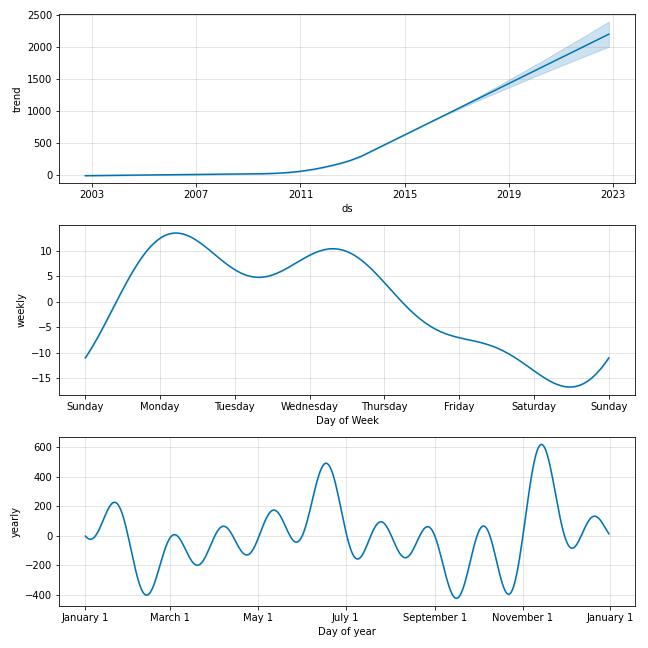 2500
2000
1500
1000
500
0
trend
2003 2007 2011 2015 2019 2023
ds
10
5
0
−5
−10
−15
weekly
Sunday Monday Tuesday Wednesday Thursday Friday Saturday Sunday
Day of Week
600
400
200
0
−200
−400
yearly
January 1 March 1 May 1 July 1 September 1 November 1 January 1
Day of year